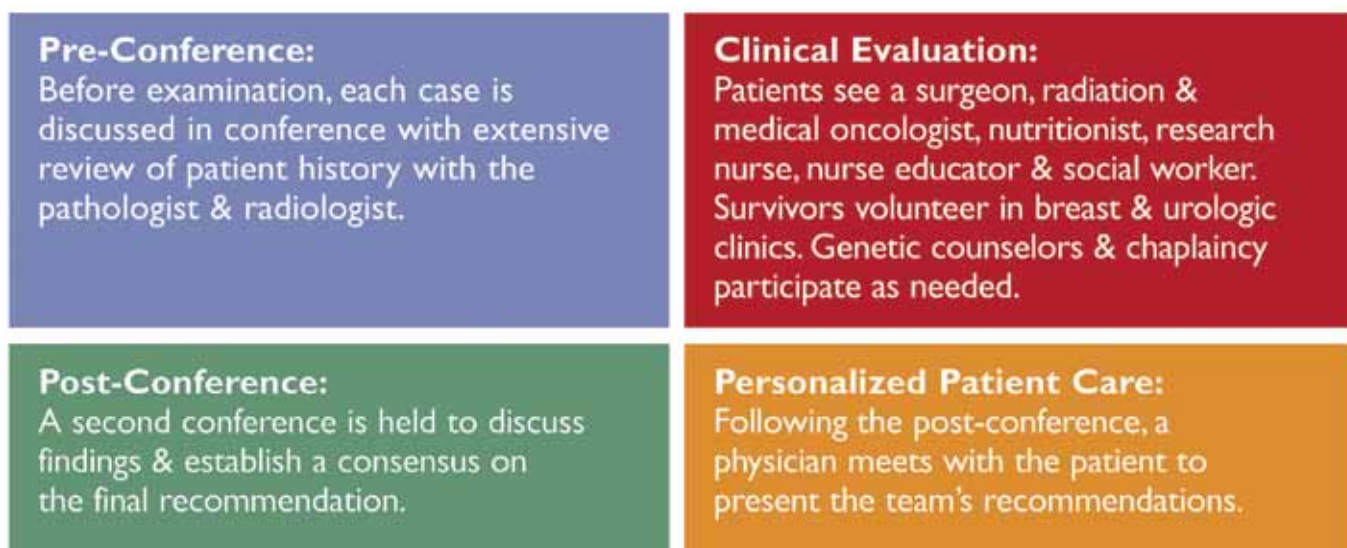 Pre-Conference:
Before examination, each case is
discussed in conference with extensive
review of patient history with the
pathologist & radiologist.
Clinical Evaluation:
Patients see a surgeon, radiation &
medical oncologist, nutritionist, research
nurse, nurse educator & social worker.
Survivors volunteer in breast & urologic
clinics. Genetic counselors & chaplaincy
participate as needed.
Post-Conference:
A second conference is held to discuss
findings & establish a consensus on
the final recommendation.
Personalized Patient Care:
Following the post-conference, a
physician meets with the patient to
present the team's recommendations.